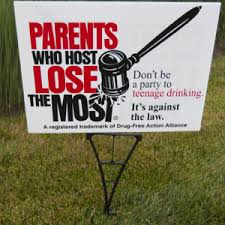 PARENTS
WHO HOST
LOSE
THE MOST®
Don't be
a party to
teenage drinking.
It's against
the law.
A registered trademark of Drug-Free Action Alliance